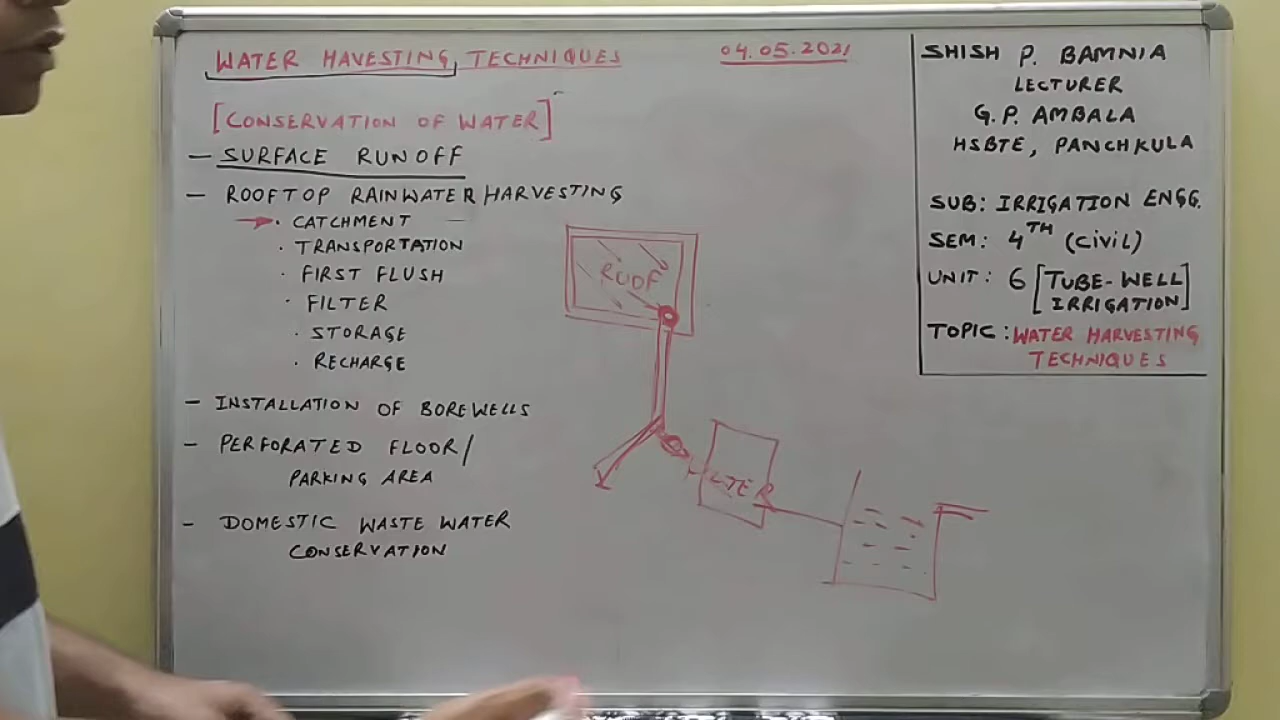 WATER HAVESTING TECHNIQUES
04.05.2021
[CONSERVATION OF WATER]
- SURFACE RUNOFF
- ROOFTOP RAINWATER HARVESTING
→ · CATCHMENT
· TRANSPORTATION
· FIRST FLUSH
· FILTER
· STORAGE
· RECHARGE
- INSTALLATION OF BOREWELLS
- PERFORATED FLOOR/
PARKING AREA
- DOMESTIC WASTE WATER
CONSERVATION
ROOF
SHISH P. BAMNIA
LECTURER
G.P. AMBALA
HSBTE, PANCHKULA
SUB: IRRIGATION ENGG.
SEM: 4TH (CIVIL)
UNIT: 6 [TUBE-WELL
IRRIGATION]
TOPIC: WATER HARVESTING
TECHNIQUES